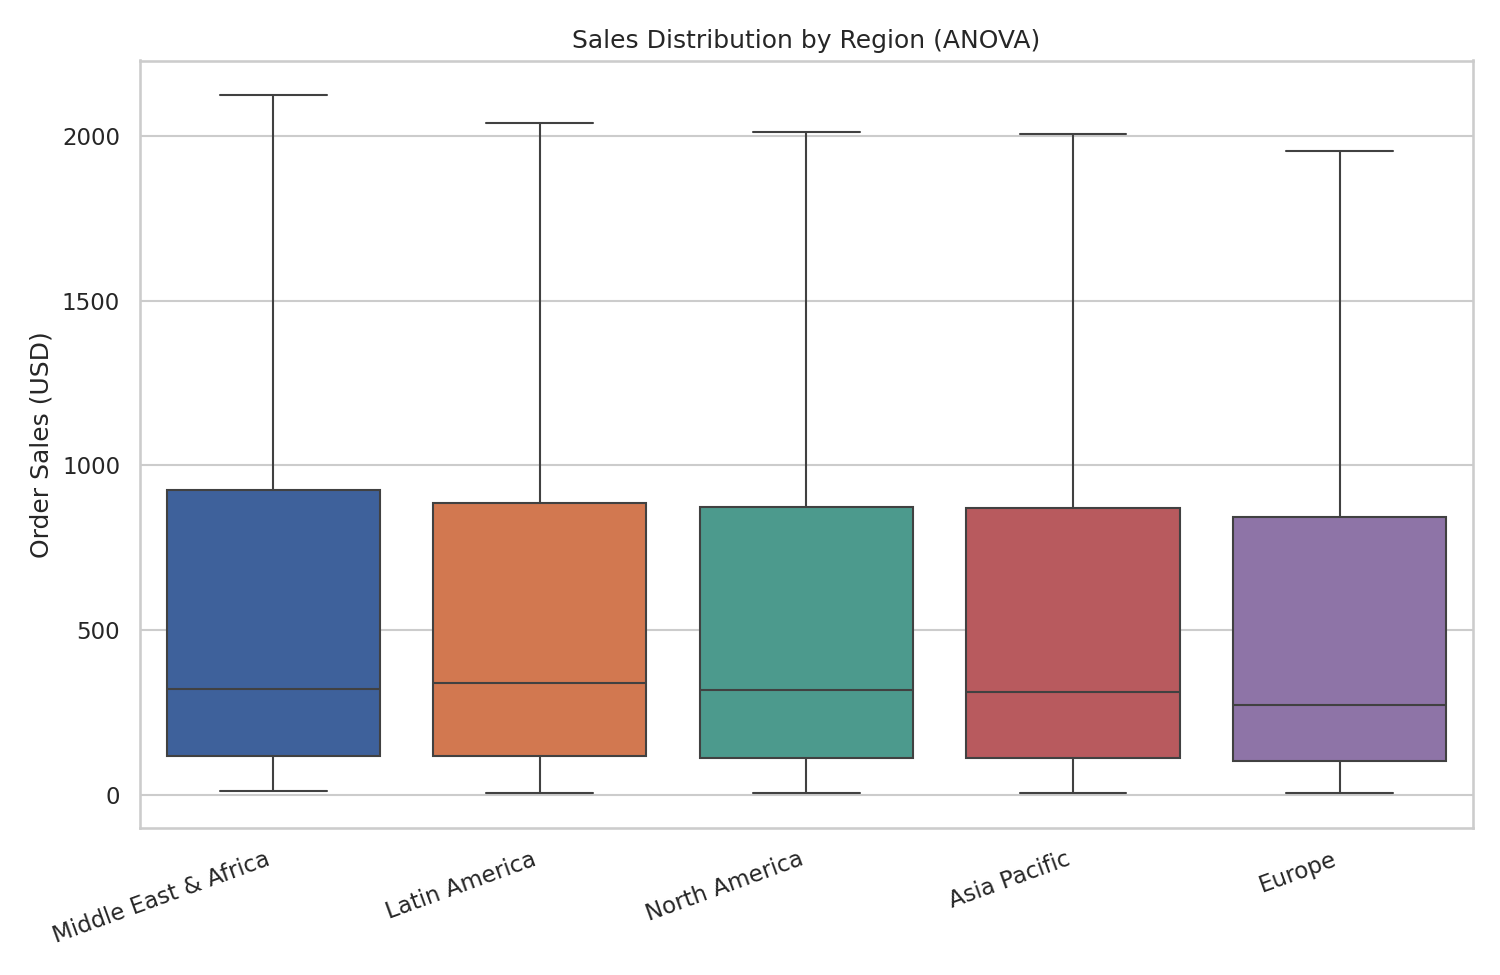 Sales Distribution by Region (ANOVA)
Order Sales (USD)
2000
1500
1000
500
0
Middle East & Africa
Latin America
North America
Asia Pacific
Europe